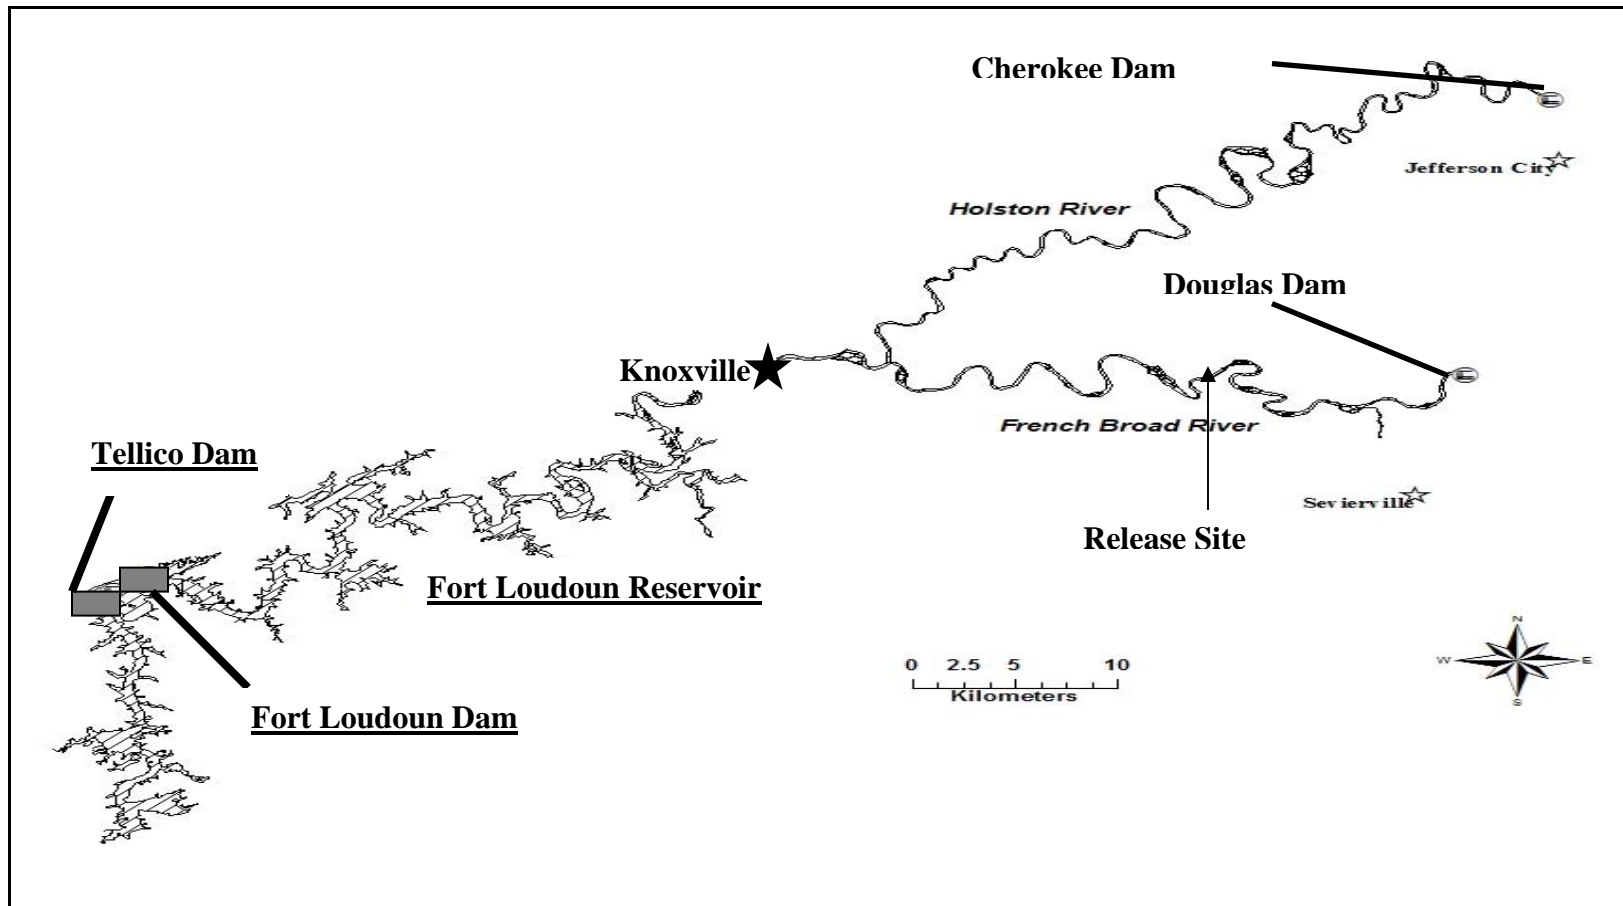 Cherokee Dam
Jefferson City
Holston River
Douglas Dam
Knoxville
French Broad River
Tellico Dam
Sevierville
Release Site
Fort Loudoun Reservoir
Fort Loudoun Dam
0 2.5 5 10
Kilometers
N
W E
S